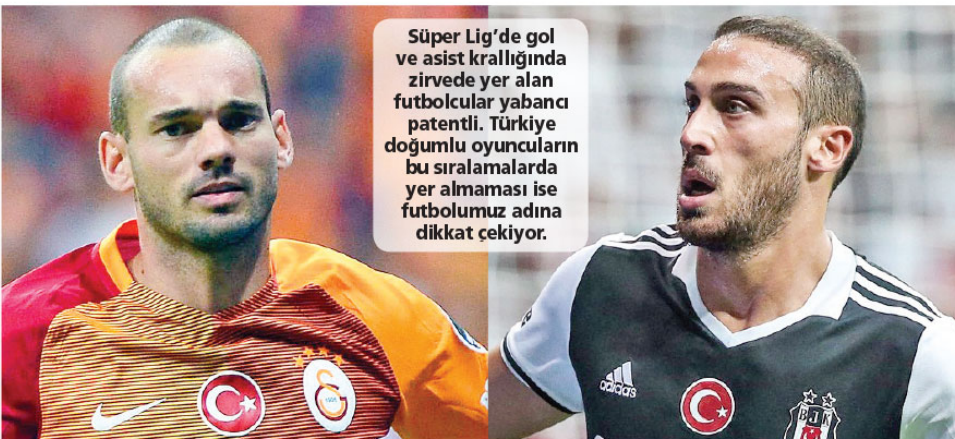 Süper Lig’de gol
ve asist krallığında
zirvede yer alan
futbolcular yabancı
patentli. Türkiye
doğumlu oyuncuların
bu sıralamalarda
yer almaması ise
futbolumuz adına
dikkat çekiyor.
adidas
BJK